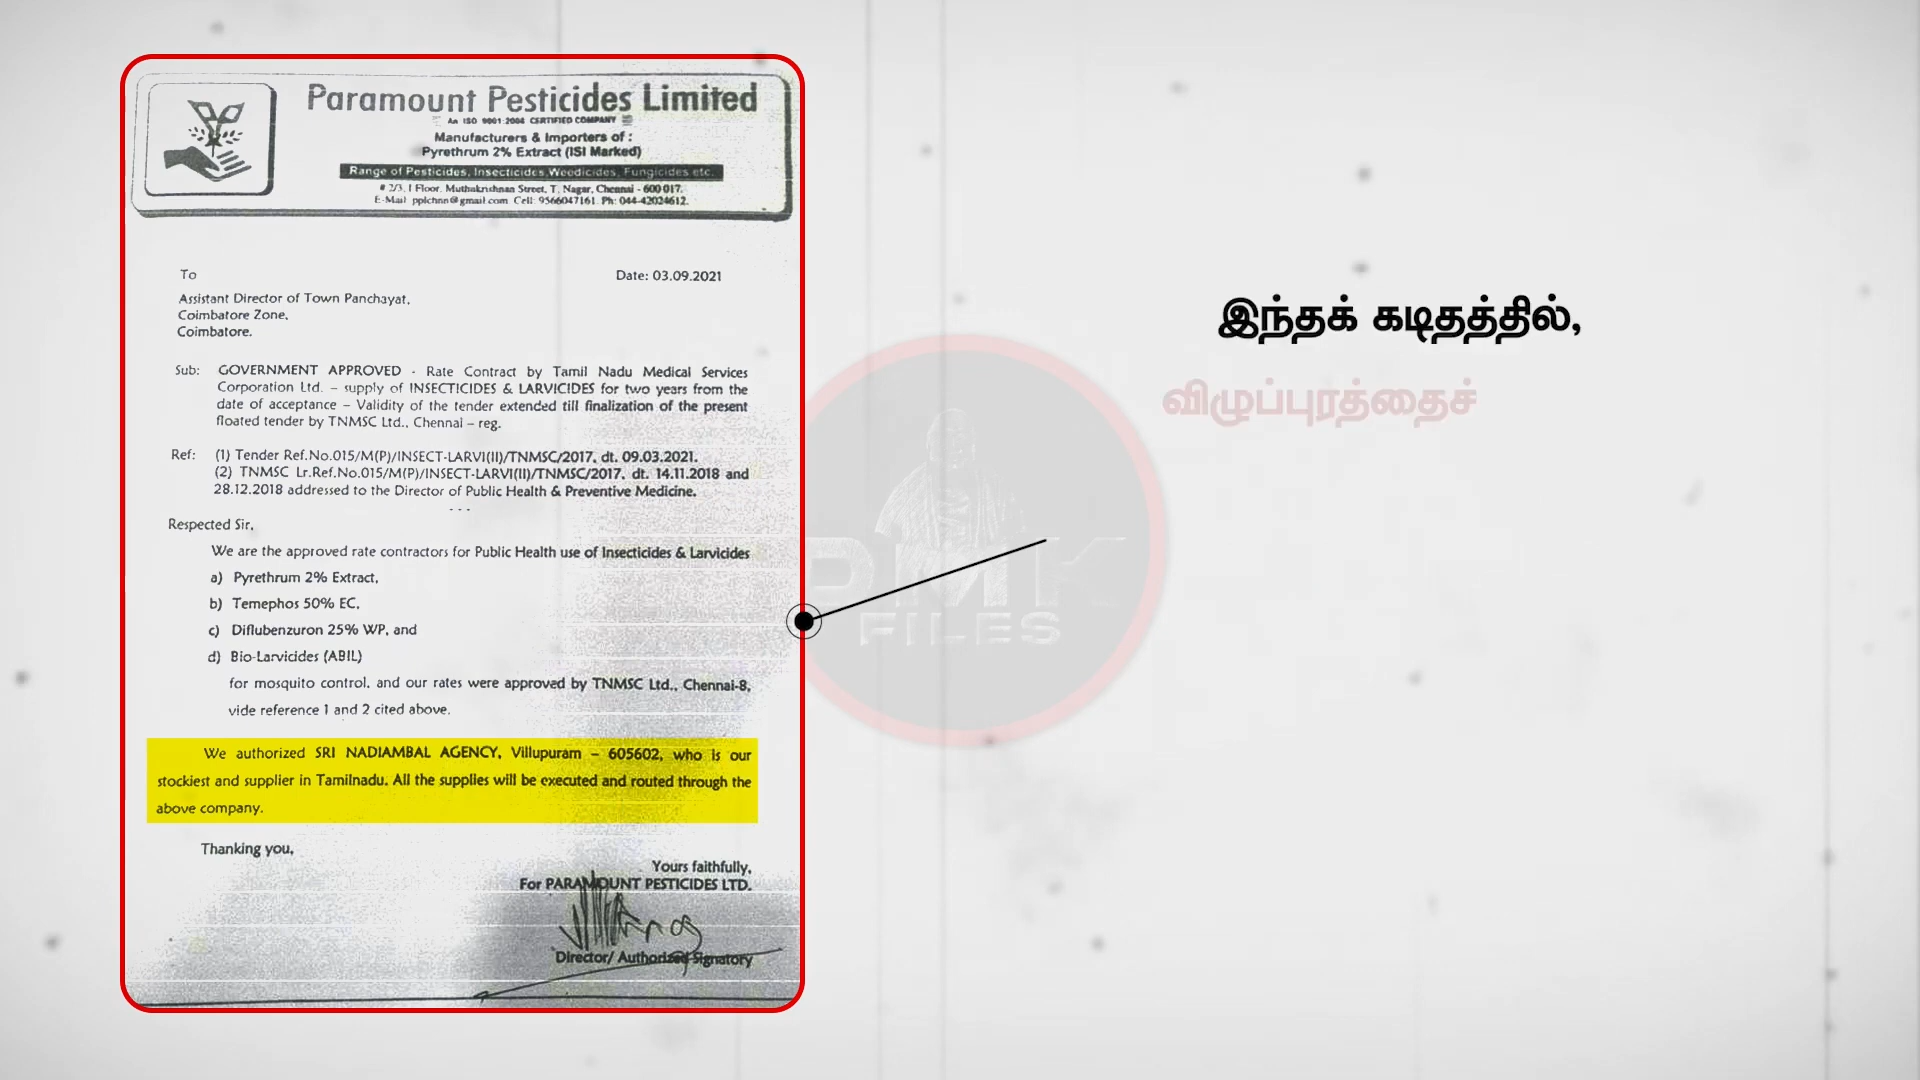 Paramount Pesticides Limited
An ISO 9001:2008 CERTIFIED COMPANY
Manufacturers & Importers of :
Pyrethrum 2% Extract (ISI Marked)
Range of Pesticides, Insecticides, Weedicides, Fungicides etc.
# 2/3, I Floor, Muthukrishnan Street, T. Nagar, Chennai - 600 017.
E-Mail pplchnn@gmail.com Cell: 9566047161. Ph: 044-42024612.
To
Date: 03.09.2021
Assistant Director of Town Panchayat,
Coimbatore Zone,
Coimbatore.
Sub: GOVERNMENT APPROVED - Rate Contract by Tamil Nadu Medical Services
Corporation Ltd. – supply of INSECTICIDES & LARVICIDES for two years from the
date of acceptance – Validity of the tender extended till finalization of the present
floated tender by TNMSC Ltd., Chennai – reg.
Ref: (1) Tender Ref.No.015/M(P)/INSECT-LARVI(II)/TNMSC/2017, dt. 09.03.2021.
(2) TNMSC Lr.Ref.No.015/M(P)/INSECT-LARVI(II)/TNMSC/2017, dt. 14.11.2018 and
28.12.2018 addressed to the Director of Public Health & Preventive Medicine.
- - -
Respected Sir,
We are the approved rate contractors for Public Health use of Insecticides & Larvicides
a) Pyrethrum 2% Extract,
b) Temephos 50% EC,
c) Diflubenzuron 25% WP, and
d) Bio-Larvicides (ABIL)
for mosquito control, and our rates were approved by TNMSC Ltd., Chennai-8,
vide reference 1 and 2 cited above.
We authorized SRI NADIAMBAL AGENCY, Villupuram – 605602, who is our
stockiest and supplier in Tamilnadu. All the supplies will be executed and routed through the
above company.
Thanking you,
Yours faithfully,
For PARAMOUNT PESTICIDES LTD.
Director/ Authorized Signatory
இந்தக் கடிதத்தில்,
விழுப்புரத்தைச்
DMK
FILES